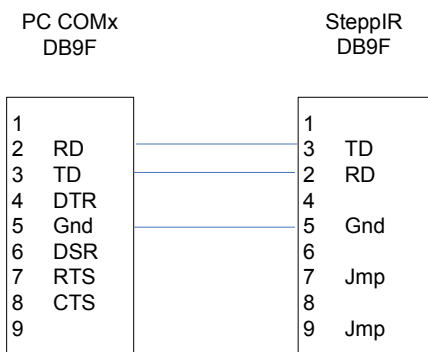 PC COMx
DB9F
1
2 RD
3 TD
4 DTR
5 Gnd
6 DSR
7 RTS
8 CTS
9
SteppIR
DB9F
1
3 TD
2 RD
4
5 Gnd
6
7 Jmp
8
9 Jmp